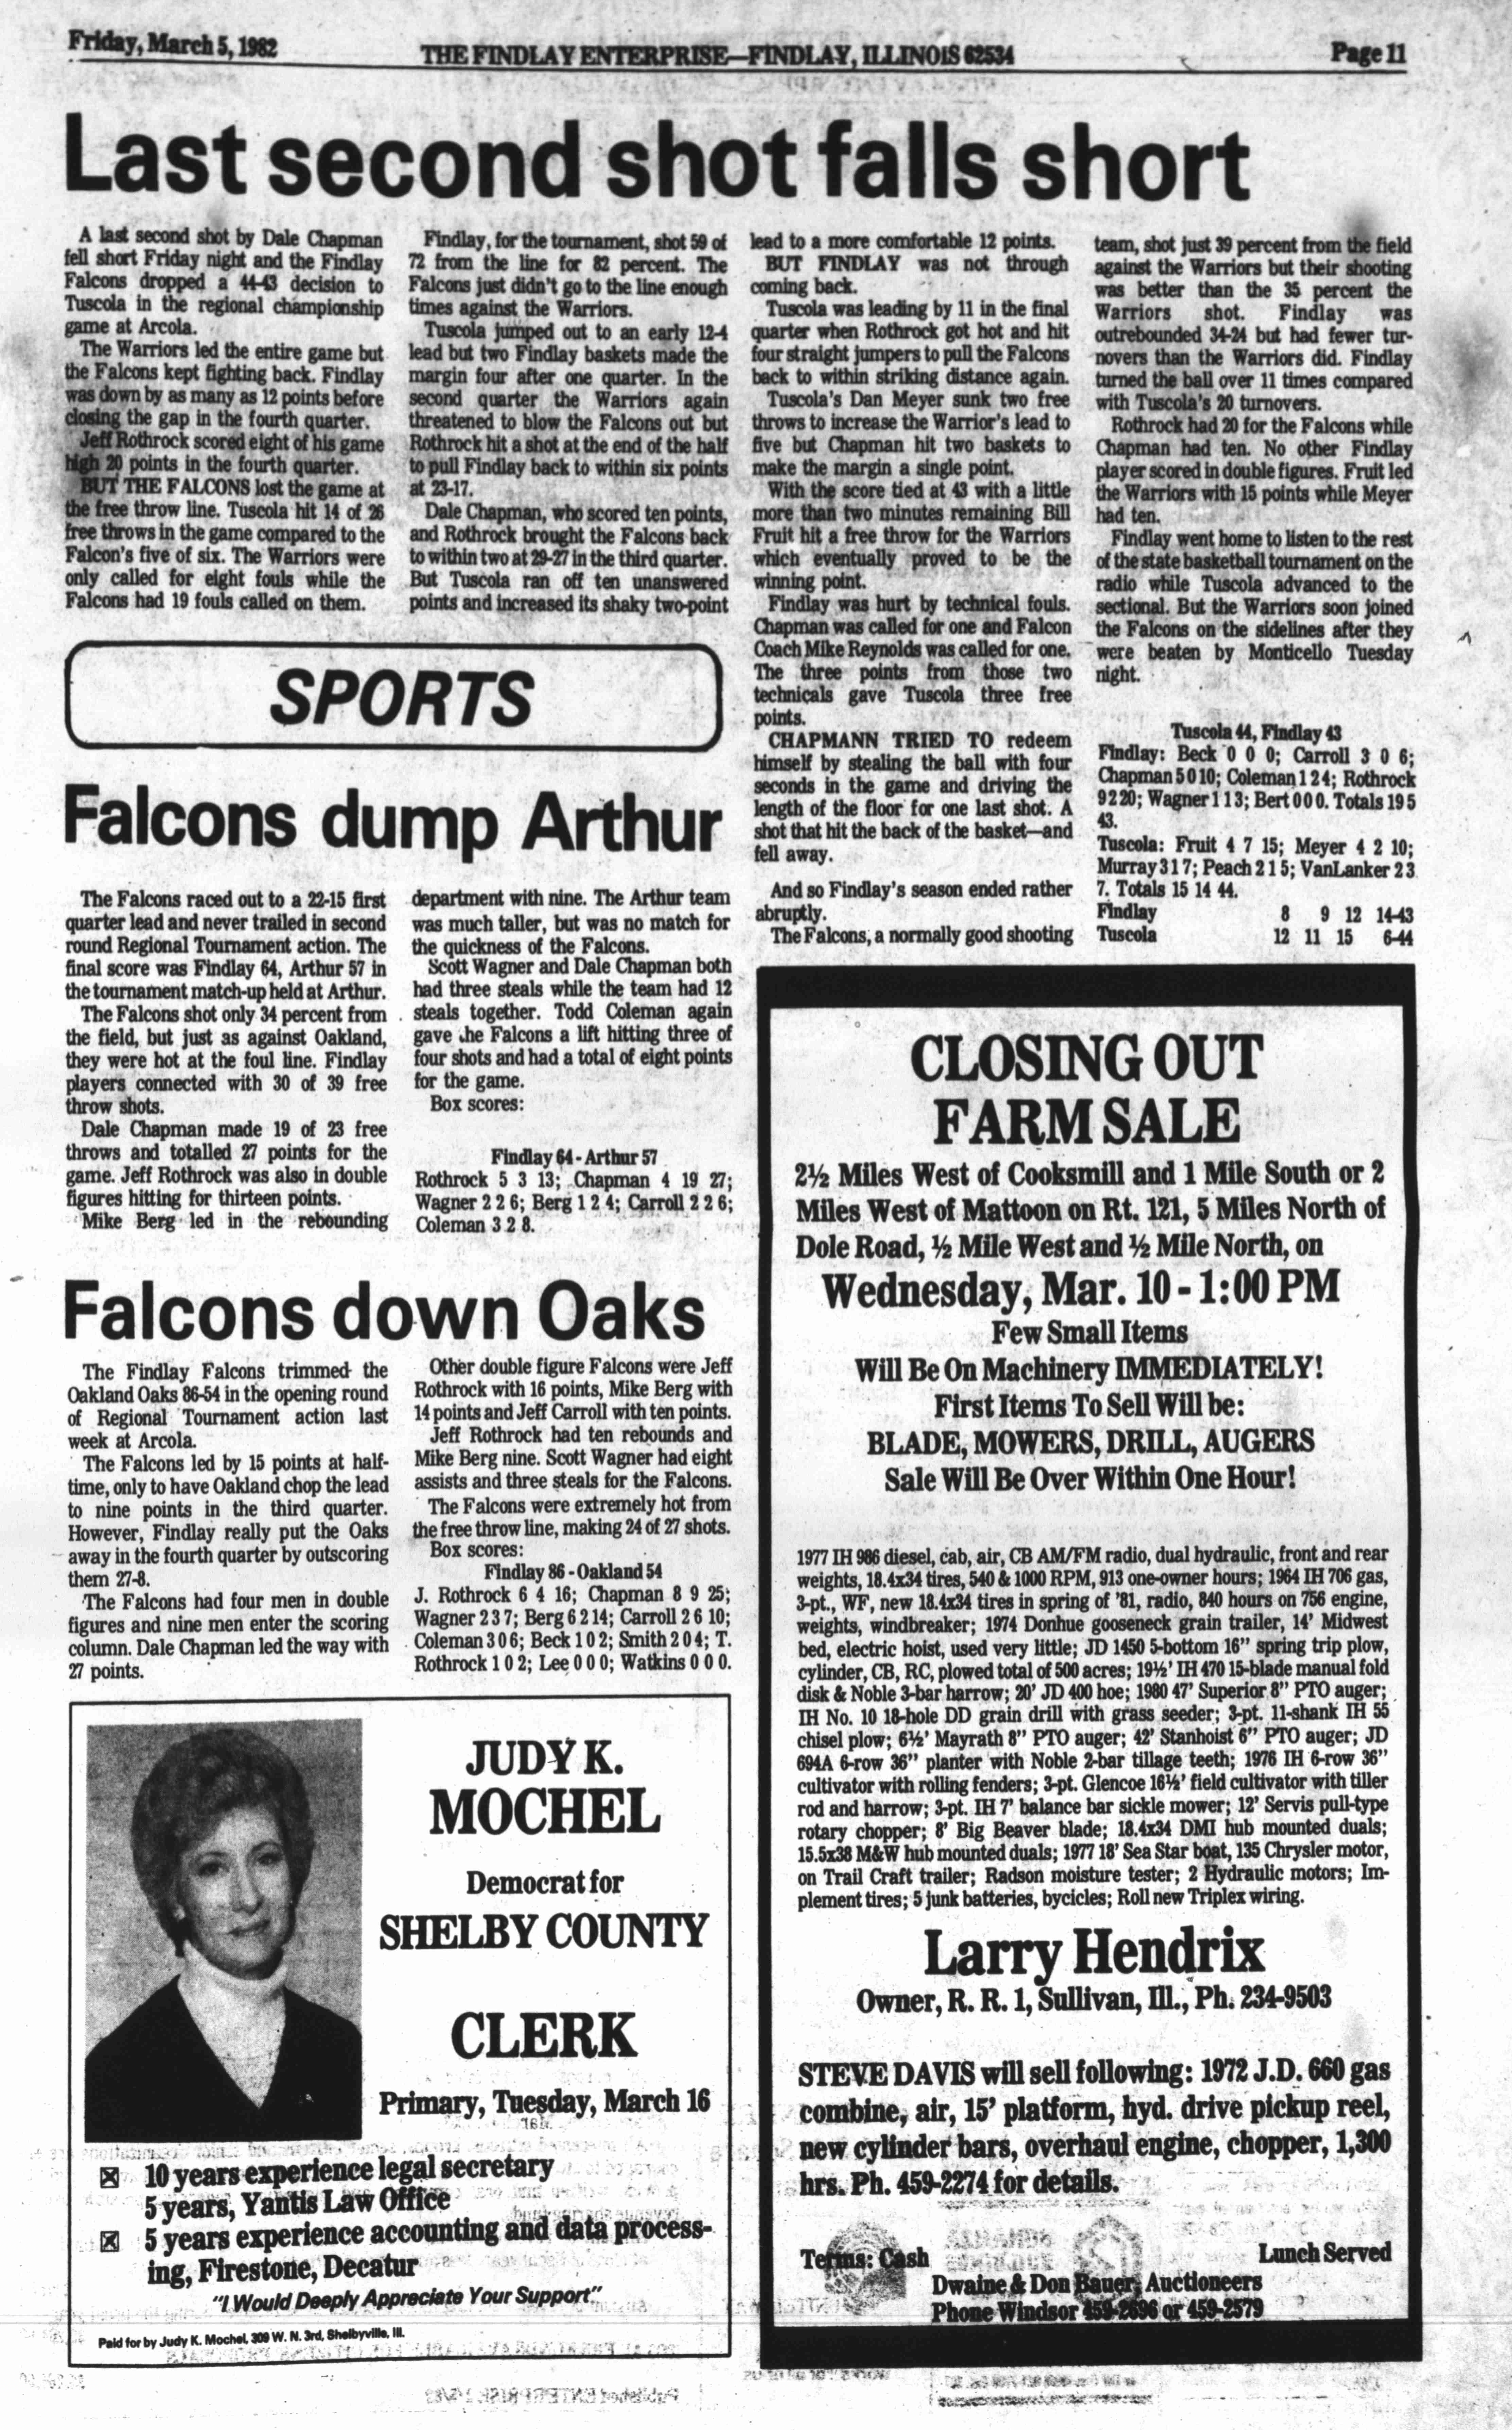 Friday, March 5, 1982
THE FINDLAY ENTERPRISE—FINDLAY, ILLINOIS 62534
Page 11
Last second shot falls short
A last second shot by Dale Chapman
fell short Friday night and the Findlay
Falcons dropped a 44-43 decision to
Tuscola in the regional championship
game at Arcola.
The Warriors led the entire game but
the Falcons kept fighting back. Findlay
was down by as many as 12 points before
closing the gap in the fourth quarter.
Jeff Rothrock scored eight of his game
high 20 points in the fourth quarter.
BUT THE FALCONS lost the game at
the free throw line. Tuscola hit 14 of 26
free throws in the game compared to the
Falcon's five of six. The Warriors were
only called for eight fouls while the
Falcons had 19 fouls called on them.
Findlay, for the tournament, shot 59 of
72 from the line for 82 percent. The
Falcons just didn't go to the line enough
times against the Warriors.
Tuscola jumped out to an early 12-4
lead but two Findlay baskets made the
margin four after one quarter. In the
second quarter the Warriors again
threatened to blow the Falcons out but
Rothrock hit a shot at the end of the half
to pull Findlay back to within six points
at 23-17.
Dale Chapman, who scored ten points,
and Rothrock brought the Falcons back
to within two at 29-27 in the third quarter.
But Tuscola ran off ten unanswered
points and increased its shaky two-point
lead to a more comfortable 12 points.
BUT FINDLAY was not through
coming back.
Tuscola was leading by 11 in the final
quarter when Rothrock got hot and hit
four straight jumpers to pull the Falcons
back to within striking distance again.
Tuscola's Dan Meyer sunk two free
throws to increase the Warrior's lead to
five but Chapman hit two baskets to
make the margin a single point.
With the score tied at 43 with a little
more than two minutes remaining Bill
Fruit hit a free throw for the Warriors
which eventually proved to be the
winning point.
Findlay was hurt by technical fouls.
Chapman was called for one and Falcon
Coach Mike Reynolds was called for one.
The three points from those two
technicals gave Tuscola three free
points.
CHAPMANN TRIED TO redeem
himself by stealing the ball with four
seconds in the game and driving the
length of the floor for one last shot. A
shot that hit the back of the basket—and
fell away.
And so Findlay's season ended rather
abruptly.
The Falcons, a normally good shooting
team, shot just 39 percent from the field
against the Warriors but their shooting
was better than the 35 percent the
Warriors shot. Findlay was
outrebounded 34-24 but had fewer tur-
novers than the Warriors did. Findlay
turned the ball over 11 times compared
with Tuscola's 20 turnovers.
Rothrock had 20 for the Falcons while
Chapman had ten. No other Findlay
player scored in double figures. Fruit led
the Warriors with 15 points while Meyer
had ten.
Findlay went home to listen to the rest
of the state basketball tournament on the
radio while Tuscola advanced to the
sectional. But the Warriors soon joined
the Falcons on the sidelines after they
were beaten by Monticello Tuesday
night.
Tuscola 44, Findlay 43
Findlay: Beck 0 0 0; Carroll 3 0 6;
Chapman 5 0 10; Coleman 1 2 4; Rothrock
9 2 20; Wagner 1 1 3; Bert 0 0 0. Totals 19 5
43.
Tuscola: Fruit 4 7 15; Meyer 4 2 10;
Murray 3 1 7; Peach 2 1 5; VanLanker 2 3
7. Totals 15 14 44.
Findlay 8 9 12 14-43
Tuscola 12 11 15 6-44
SPORTS
Falcons dump Arthur
The Falcons raced out to a 22-15 first
quarter lead and never trailed in second
round Regional Tournament action. The
final score was Findlay 64, Arthur 57 in
the tournament match-up held at Arthur.
The Falcons shot only 34 percent from
the field, but just as against Oakland,
they were hot at the foul line. Findlay
players connected with 30 of 39 free
throw shots.
Dale Chapman made 19 of 23 free
throws and totalled 27 points for the
game. Jeff Rothrock was also in double
figures hitting for thirteen points.
Mike Berg led in the rebounding
department with nine. The Arthur team
was much taller, but was no match for
the quickness of the Falcons.
Scott Wagner and Dale Chapman both
had three steals while the team had 12
steals together. Todd Coleman again
gave the Falcons a lift hitting three of
four shots and had a total of eight points
for the game.
Box scores:
Findlay 64 - Arthur 57
Rothrock 5 3 13; Chapman 4 19 27;
Wagner 2 2 6; Berg 1 2 4; Carroll 2 2 6;
Coleman 3 2 8.
Falcons down Oaks
The Findlay Falcons trimmed the
Oakland Oaks 86-54 in the opening round
of Regional Tournament action last
week at Arcola.
The Falcons led by 15 points at half-
time, only to have Oakland chop the lead
to nine points in the third quarter.
However, Findlay really put the Oaks
away in the fourth quarter by outscoring
them 27-8.
The Falcons had four men in double
figures and nine men enter the scoring
column. Dale Chapman led the way with
27 points.
Other double figure Falcons were Jeff
Rothrock with 16 points, Mike Berg with
14 points and Jeff Carroll with ten points.
Jeff Rothrock had ten rebounds and
Mike Berg nine. Scott Wagner had eight
assists and three steals for the Falcons.
The Falcons were extremely hot from
the free throw line, making 24 of 27 shots.
Box scores:
Findlay 86 - Oakland 54
J. Rothrock 6 4 16; Chapman 8 9 25;
Wagner 2 3 7; Berg 6 2 14; Carroll 2 6 10;
Coleman 3 0 6; Beck 1 0 2; Smith 2 0 4; T.
Rothrock 1 0 2; Lee 0 0 0; Watkins 0 0 0.
JUDY K.
MOCHEL
Democrat for
SHELBY COUNTY
CLERK
Primary, Tuesday, March 16
10 years experience legal secretary
5 years, Yantis Law Office
5 years experience accounting and data process-
ing, Firestone, Decatur
"I Would Deeply Appreciate Your Support"
Paid for by Judy K. Mochel, 309 W. N. 3rd, Shelbyville, Ill.
CLOSING OUT
FARM SALE
2½ Miles West of Cooksmill and 1 Mile South or 2
Miles West of Mattoon on Rt. 121, 5 Miles North of
Dole Road, ½ Mile West and ½ Mile North, on
Wednesday, Mar. 10 - 1:00 PM
Few Small Items
Will Be On Machinery IMMEDIATELY!
First Items To Sell Will be:
BLADE, MOWERS, DRILL, AUGERS
Sale Will Be Over Within One Hour!
1977 IH 986 diesel, cab, air, CB AM/FM radio, dual hydraulic, front and rear
weights, 18.4x34 tires, 540 & 1000 RPM, 913 one-owner hours; 1964 IH 706 gas,
3-pt., WF, new 18.4x34 tires in spring of '81, radio, 840 hours on 756 engine,
weights, windbreaker; 1974 Donhue gooseneck grain trailer, 14' Midwest
bed, electric hoist, used very little; JD 1450 5-bottom 16" spring trip plow,
cylinder, CB, RC, plowed total of 500 acres; 19½' IH 470 15-blade manual fold
disk & Noble 3-bar harrow; 20' JD 400 hoe; 1980 47' Superior 8" PTO auger;
IH No. 10 18-hole DD grain drill with grass seeder; 3-pt. 11-shank IH 55
chisel plow; 6½' Mayrath 8" PTO auger; 42' Stanhoist 6" PTO auger; JD
694A 6-row 36" planter with Noble 2-bar tillage teeth; 1976 IH 6-row 36"
cultivator with rolling fenders; 3-pt. Glencoe 16½' field cultivator with tiller
rod and harrow; 3-pt. IH 7' balance bar sickle mower; 12' Servis pull-type
rotary chopper; 8' Big Beaver blade; 18.4x34 DMI hub mounted duals;
15.5x38 M&W hub mounted duals; 1977 18' Sea Star boat, 135 Chrysler motor,
on Trail Craft trailer; Radson moisture tester; 2 Hydraulic motors; Im-
plement tires; 5 junk batteries, bycicles; Roll new Triplex wiring.
Larry Hendrix
Owner, R. R. 1, Sullivan, Ill., Ph. 234-9503
STEVE DAVIS will sell following: 1972 J.D. 660 gas
combine, air, 15' platform, hyd. drive pickup reel,
new cylinder bars, overhaul engine, chopper, 1,300
hrs. Ph. 459-2274 for details.
Terms: Cash
Lunch Served
Dwaine & Don Bauer, Auctioneers
Phone Windsor 459-2696 or 459-2579